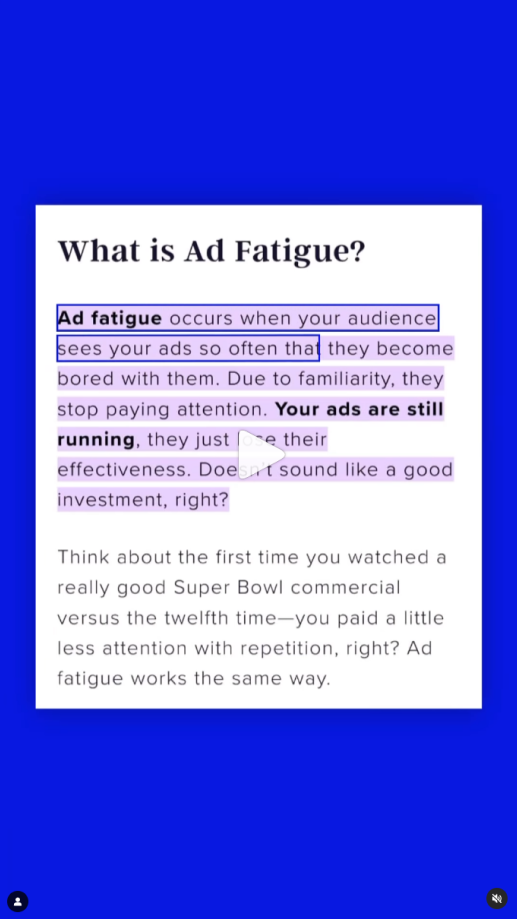 What is Ad Fatigue?
Ad fatigue occurs when your audience
sees your ads so often that they become
bored with them. Due to familiarity, they
stop paying attention. Your ads are still
running, they just lose their
effectiveness. Doesn't sound like a good
investment, right?
Think about the first time you watched a
really good Super Bowl commercial
versus the twelfth time—you paid a little
less attention with repetition, right? Ad
fatigue works the same way.